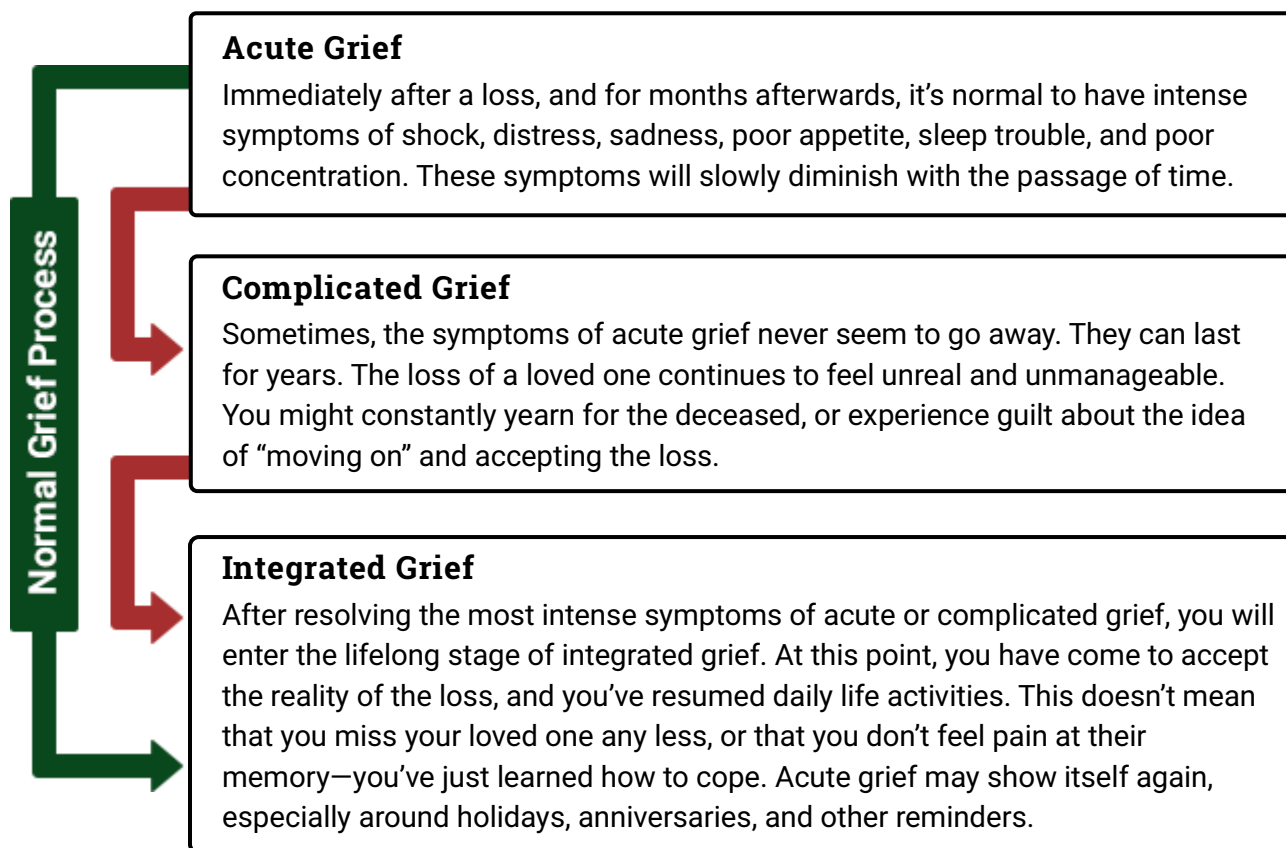 Acute Grief
Immediately after a loss, and for months afterwards, it’s normal to have intense
symptoms of shock, distress, sadness, poor appetite, sleep trouble, and poor
concentration. These symptoms will slowly diminish with the passage of time.
Normal Grief Process
Complicated Grief
Sometimes, the symptoms of acute grief never seem to go away. They can last
for years. The loss of a loved one continues to feel unreal and unmanageable.
You might constantly yearn for the deceased, or experience guilt about the idea
of “moving on” and accepting the loss.
Integrated Grief
After resolving the most intense symptoms of acute or complicated grief, you will
enter the lifelong stage of integrated grief. At this point, you have come to accept
the reality of the loss, and you’ve resumed daily life activities. This doesn’t mean
that you miss your loved one any less, or that you don’t feel pain at their
memory—you’ve just learned how to cope. Acute grief may show itself again,
especially around holidays, anniversaries, and other reminders.